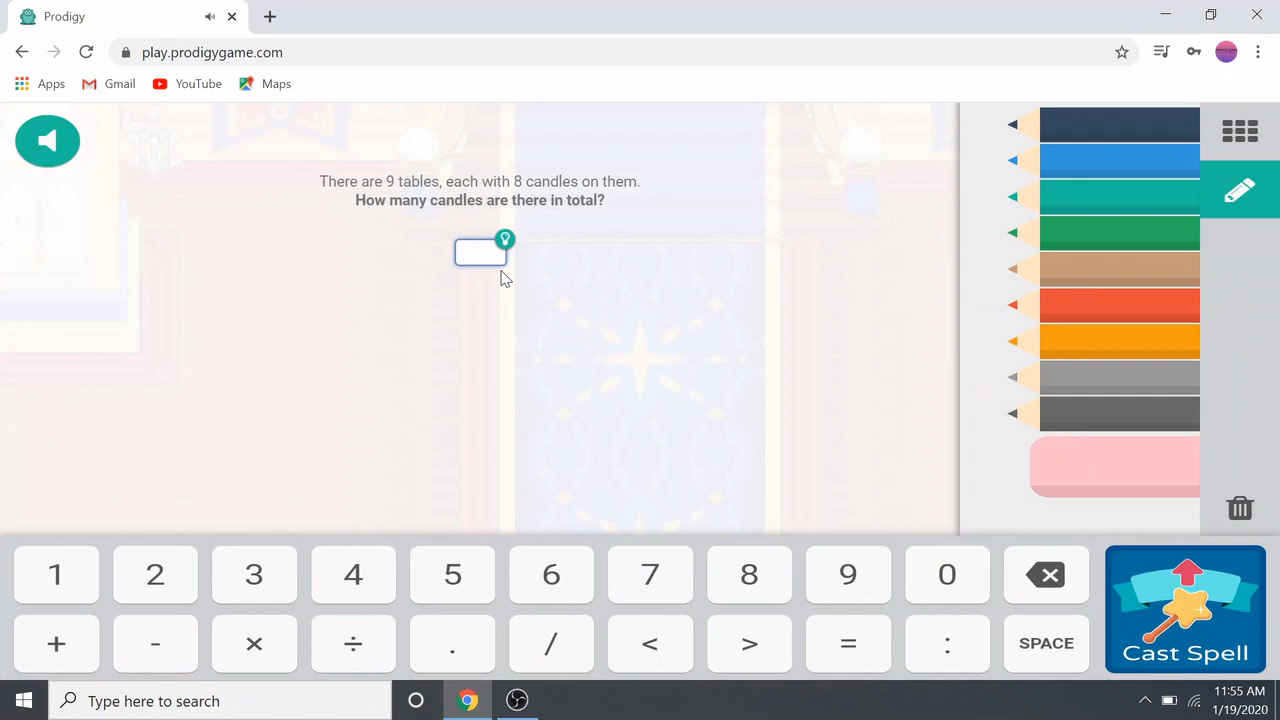 Prodigy
play.prodigygame.com
Apps
Gmail
YouTube
Maps
There are 9 tables, each with 8 candles on them.
How many candles are there in total?
1 2 3 4 5 6 7 8 9 0
+ - × ÷ . / < > = : SPACE
Cast Spell
Type here to search
11:55 AM
1/19/2020